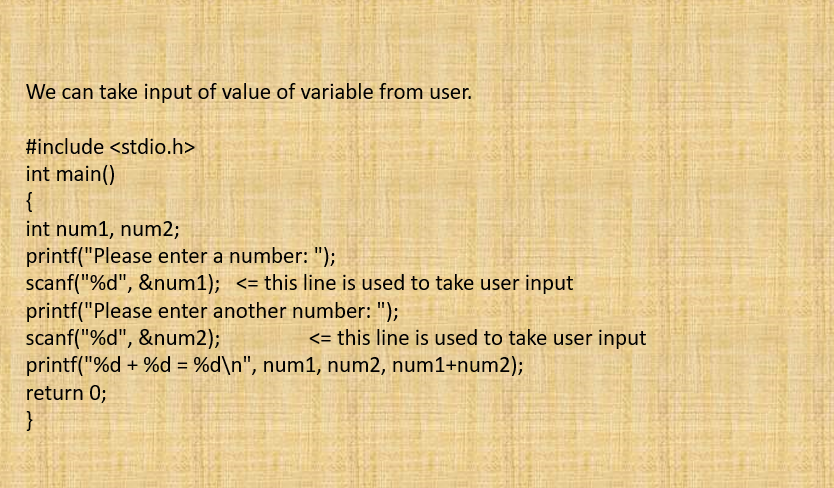 We can take input of value of variable from user.
#include <stdio.h>
int main()
{
int num1, num2;
printf("Please enter a number: ");
scanf("%d", &num1);   <= this line is used to take user input
printf("Please enter another number: ");
scanf("%d", &num2);                <= this line is used to take user input
printf("%d + %d = %d\n", num1, num2, num1+num2);
return 0;
}